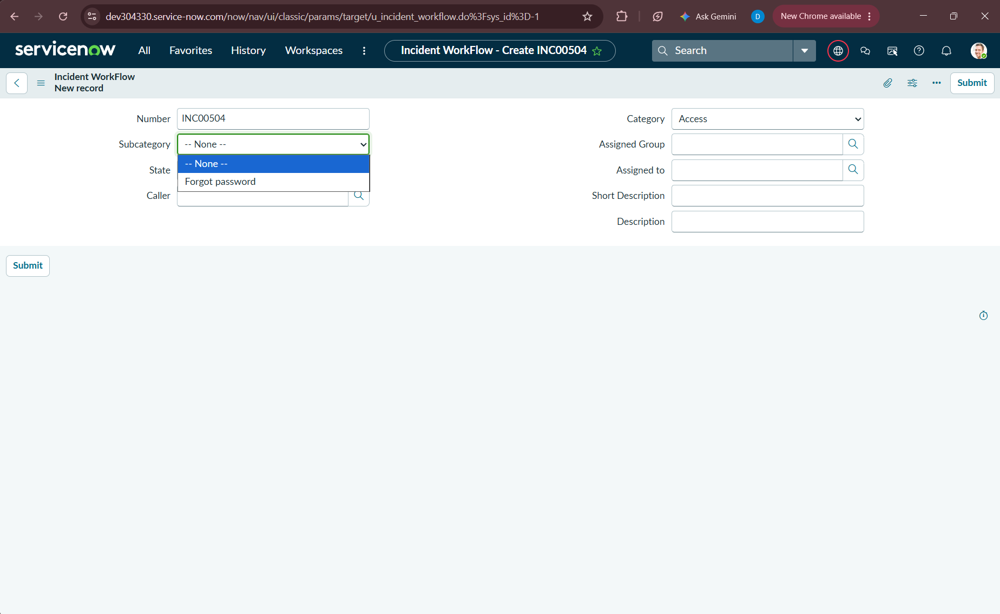 dev304330.service-now.com/now/nav/ui/classic/params/target/u_incident_workflow.do%3Fsys_id%3D-1
Ask Gemini
D
New Chrome available
servicenow
All
Favorites
History
Workspaces
Incident WorkFlow - Create INC00504
Search
Incident WorkFlow
New record
Submit
Number
INC00504
Category
Access
Subcategory
-- None --
Assigned Group
-- None --
Forgot password
State
Assigned to
Caller
Short Description
Description
Submit